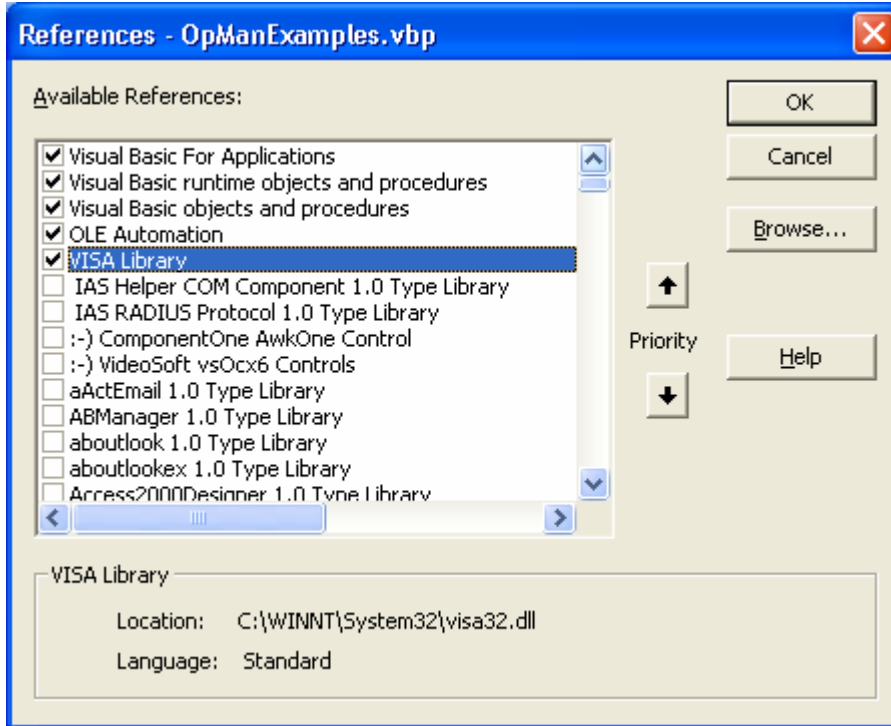 References - OpManExamples.vbp
Available References:
Visual Basic For Applications
Visual Basic runtime objects and procedures
Visual Basic objects and procedures
OLE Automation
VISA Library
IAS Helper COM Component 1.0 Type Library
IAS RADIUS Protocol 1.0 Type Library
:-) ComponentOne AwkOne Control
:-) VideoSoft vsOcx6 Controls
aActEmail 1.0 Type Library
ABManager 1.0 Type Library
aboutlook 1.0 Type Library
aboutlookex 1.0 Type Library
Access2000Designer 1.0 Type Library
Priority
OK
Cancel
Browse...
Help
VISA Library
Location: C:\WINNT\System32\visa32.dll
Language: Standard